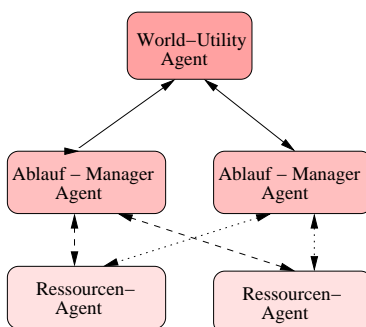 World−Utility
Agent
Ablauf − Manager
Agent
Ablauf − Manager
Agent
Ressourcen−
Agent
Ressourcen−
Agent